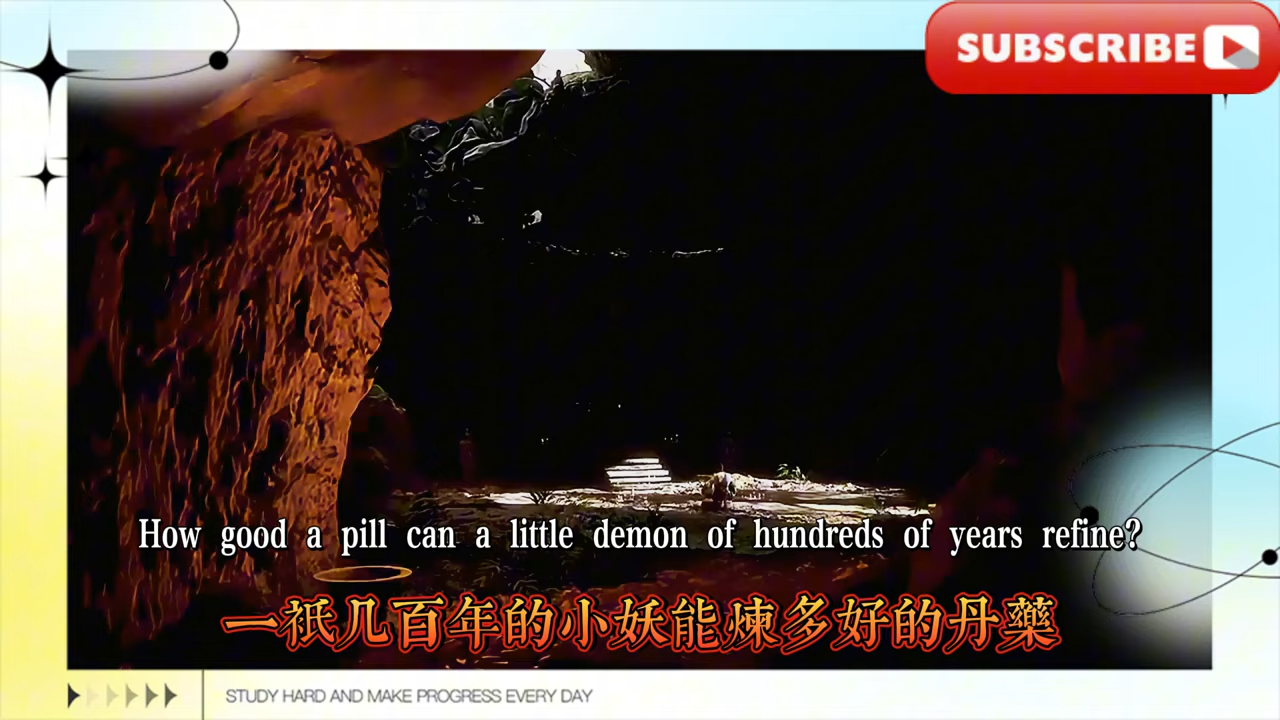 SUBSCRIBE
How good a pill can a little demon of hundreds of years refine?
一衹几百年的小妖能煉多好的丹藥
STUDY HARD AND MAKE PROGRESS EVERY DAY